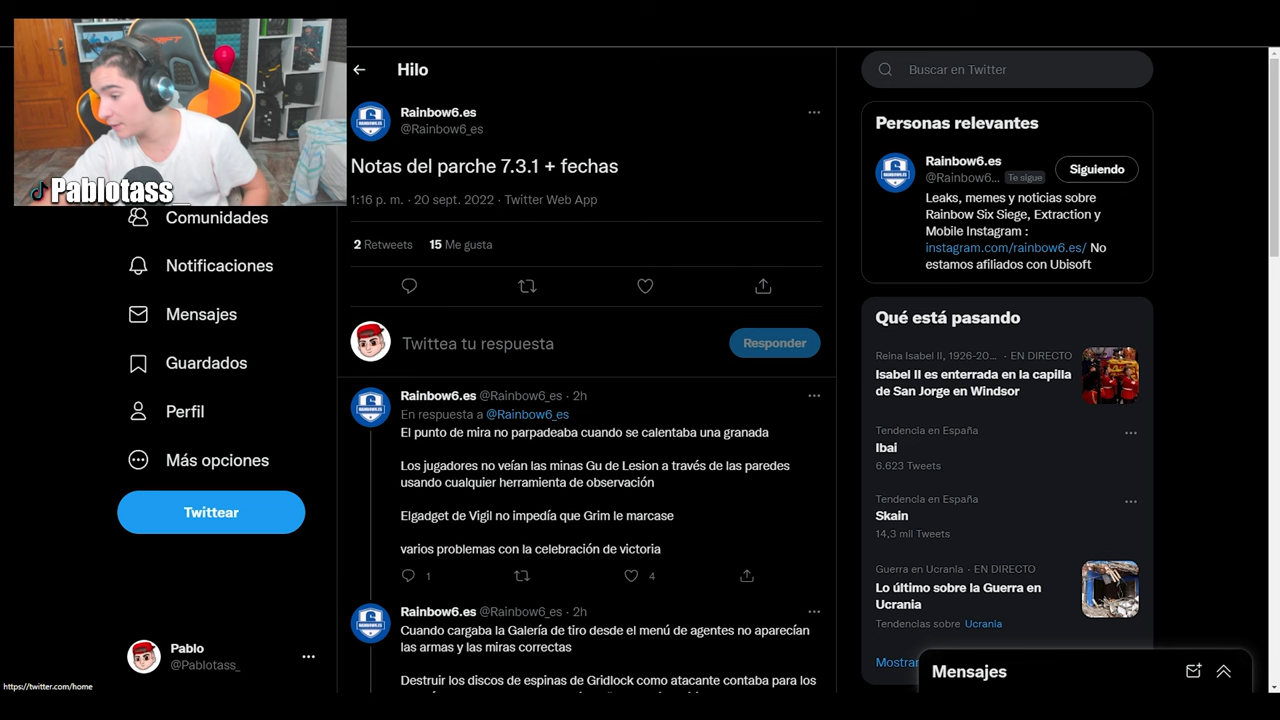 Pablotass_
Comunidades
Notificaciones
Mensajes
Guardados
Perfil
Más opciones
Twittear
Pablo
@Pablotass_
https://twitter.com/home
Hilo
Rainbow6.es
@Rainbow6_es
Notas del parche 7.3.1 + fechas
1:16 p. m. · 20 sept. 2022 · Twitter Web App
2 Retweets 15 Me gusta
Twittea tu respuesta
Responder
Rainbow6.es @Rainbow6_es · 2h
En respuesta a @Rainbow6_es
El punto de mira no parpadeaba cuando se calentaba una granada
Los jugadores no veían las minas Gu de Lesion a través de las paredes
usando cualquier herramienta de observación
Elgadget de Vigil no impedía que Grim le marcase
varios problemas con la celebración de victoria
1 4
Rainbow6.es @Rainbow6_es · 2h
Cuando cargaba la Galería de tiro desde el menú de agentes no aparecían
las armas y las miras correctas
Destruir los discos de espinas de Gridlock como atacante contaba para los
Buscar en Twitter
Personas relevantes
Rainbow6.es
@Rainbow6... Te sigue
Siguiendo
Leaks, memes y noticias sobre
Rainbow Six Siege, Extraction y
Mobile Instagram :
instagram.com/rainbow6.es/ No
estamos afiliados con Ubisoft
Qué está pasando
Reina Isabel II, 1926-20... · EN DIRECTO
Isabel II es enterrada en la capilla
de San Jorge en Windsor
Tendencia en España
Ibai
6.623 Tweets
Tendencia en España
Skain
14,3 mil Tweets
Guerra en Ucrania · EN DIRECTO
Lo último sobre la Guerra en
Ucrania
Tendencias sobre Ucrania
Mostrar
Mensajes